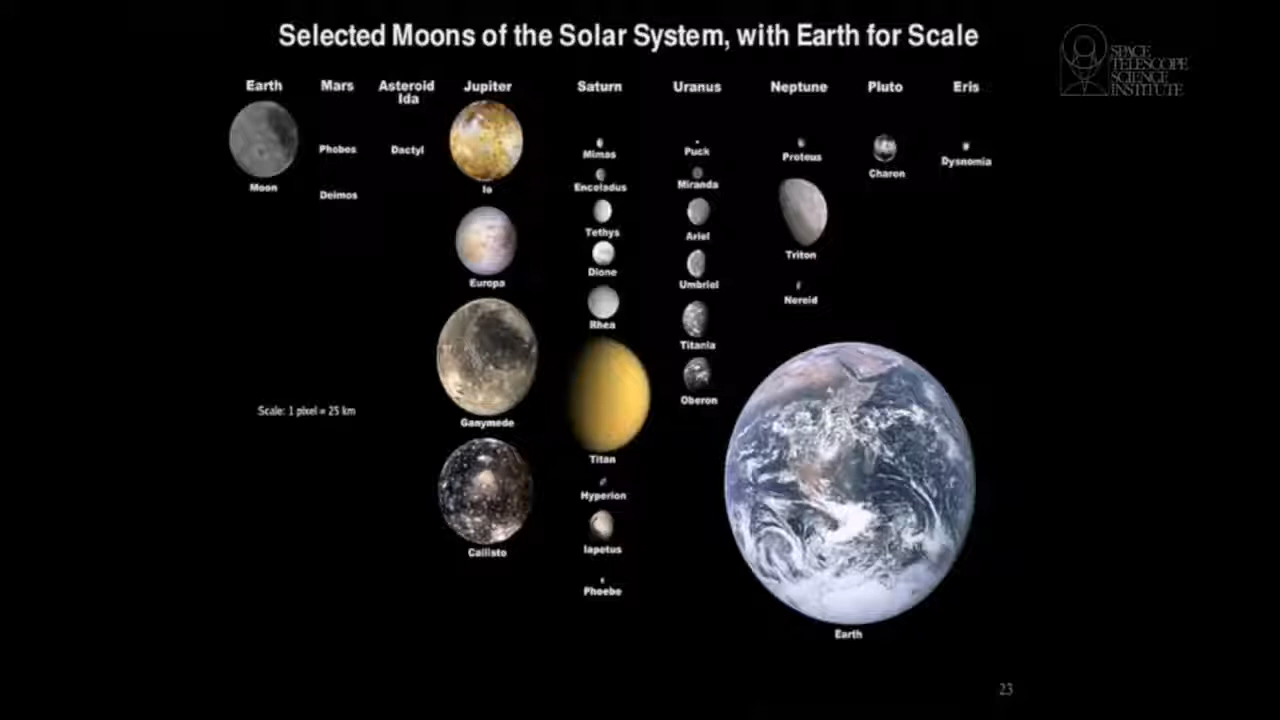 Selected Moons of the Solar System, with Earth for Scale
SPACE
TELESCOPE
SCIENCE
INSTITUTE
Earth
Mars
Asteroid
Ida
Jupiter
Saturn
Uranus
Neptune
Pluto
Eris
Moon
Phobos
Deimos
Dactyl
Io
Europa
Ganymede
Callisto
Mimas
Enceladus
Tethys
Dione
Rhea
Titan
Hyperion
Iapetus
Phoebe
Puck
Miranda
Ariel
Umbriel
Titania
Oberon
Proteus
Triton
Nereid
Charon
Dysnomia
Scale: 1 pixel = 25 km
Earth
23